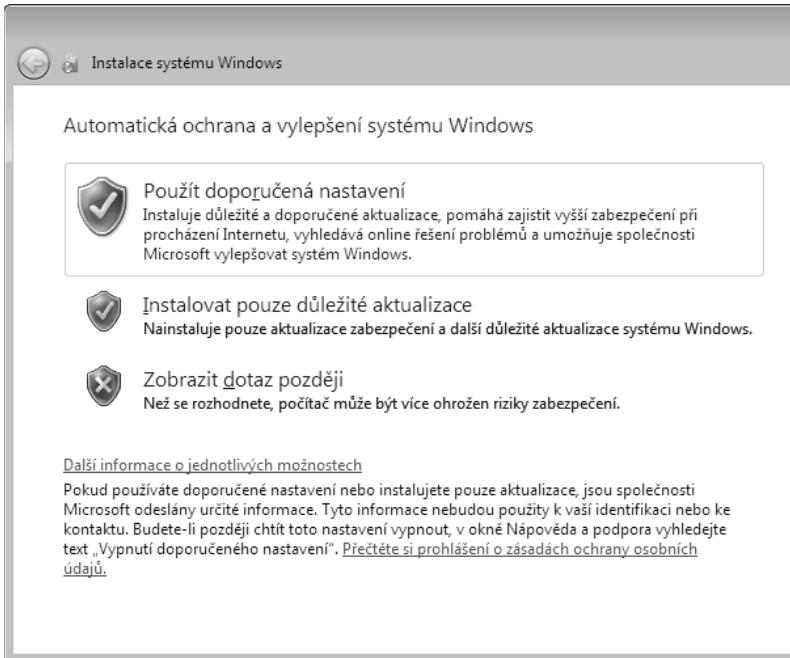 Instalace systému Windows
Automatická ochrana a vylepšení systému Windows
Použít doporučená nastavení
Instaluje důležité a doporučené aktualizace, pomáhá zajistit vyšší zabezpečení při
procházení Internetu, vyhledává online řešení problémů a umožňuje společnosti
Microsoft vylepšovat systém Windows.
Instalovat pouze důležité aktualizace
Nainstaluje pouze aktualizace zabezpečení a další důležité aktualizace systému Windows.
Zobrazit dotaz později
Než se rozhodnete, počítač může být více ohrožen riziky zabezpečení.
Další informace o jednotlivých možnostech
Pokud používáte doporučené nastavení nebo instalujete pouze aktualizace, jsou společnosti
Microsoft odeslány určité informace. Tyto informace nebudou použity k vaší identifikaci nebo ke
kontaktu. Budete-li později chtít toto nastavení vypnout, v okně Nápověda a podpora vyhledejte
text „Vypnutí doporučeného nastavení“. Přečtěte si prohlášení o zásadách ochrany osobních
údajů.